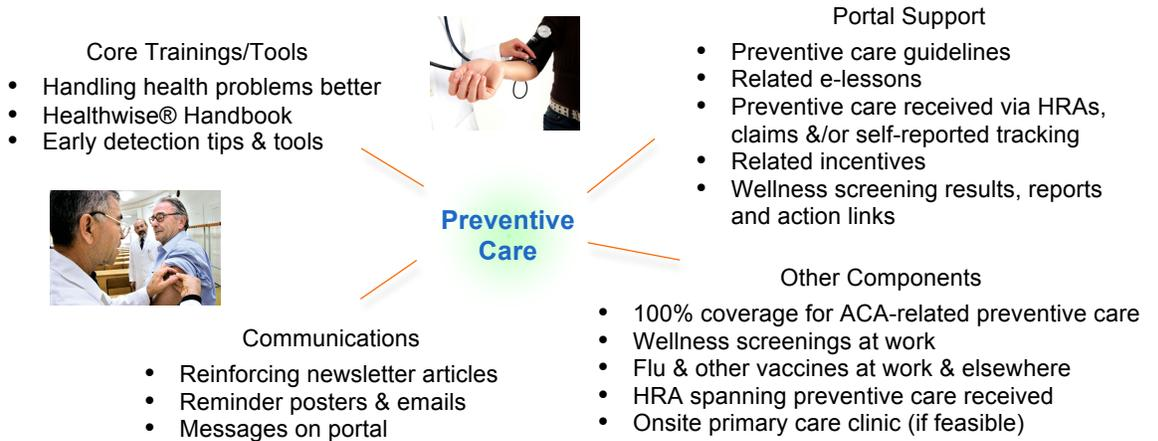 Core Trainings/Tools
• Handling health problems better
• Healthwise® Handbook
• Early detection tips & tools
Portal Support
• Preventive care guidelines
• Related e-lessons
• Preventive care received via HRAs,
claims &/or self-reported tracking
• Related incentives
• Wellness screening results, reports
and action links
Preventive
Care
Communications
• Reinforcing newsletter articles
• Reminder posters & emails
• Messages on portal
Other Components
• 100% coverage for ACA-related preventive care
• Wellness screenings at work
• Flu & other vaccines at work & elsewhere
• HRA spanning preventive care received
• Onsite primary care clinic (if feasible)